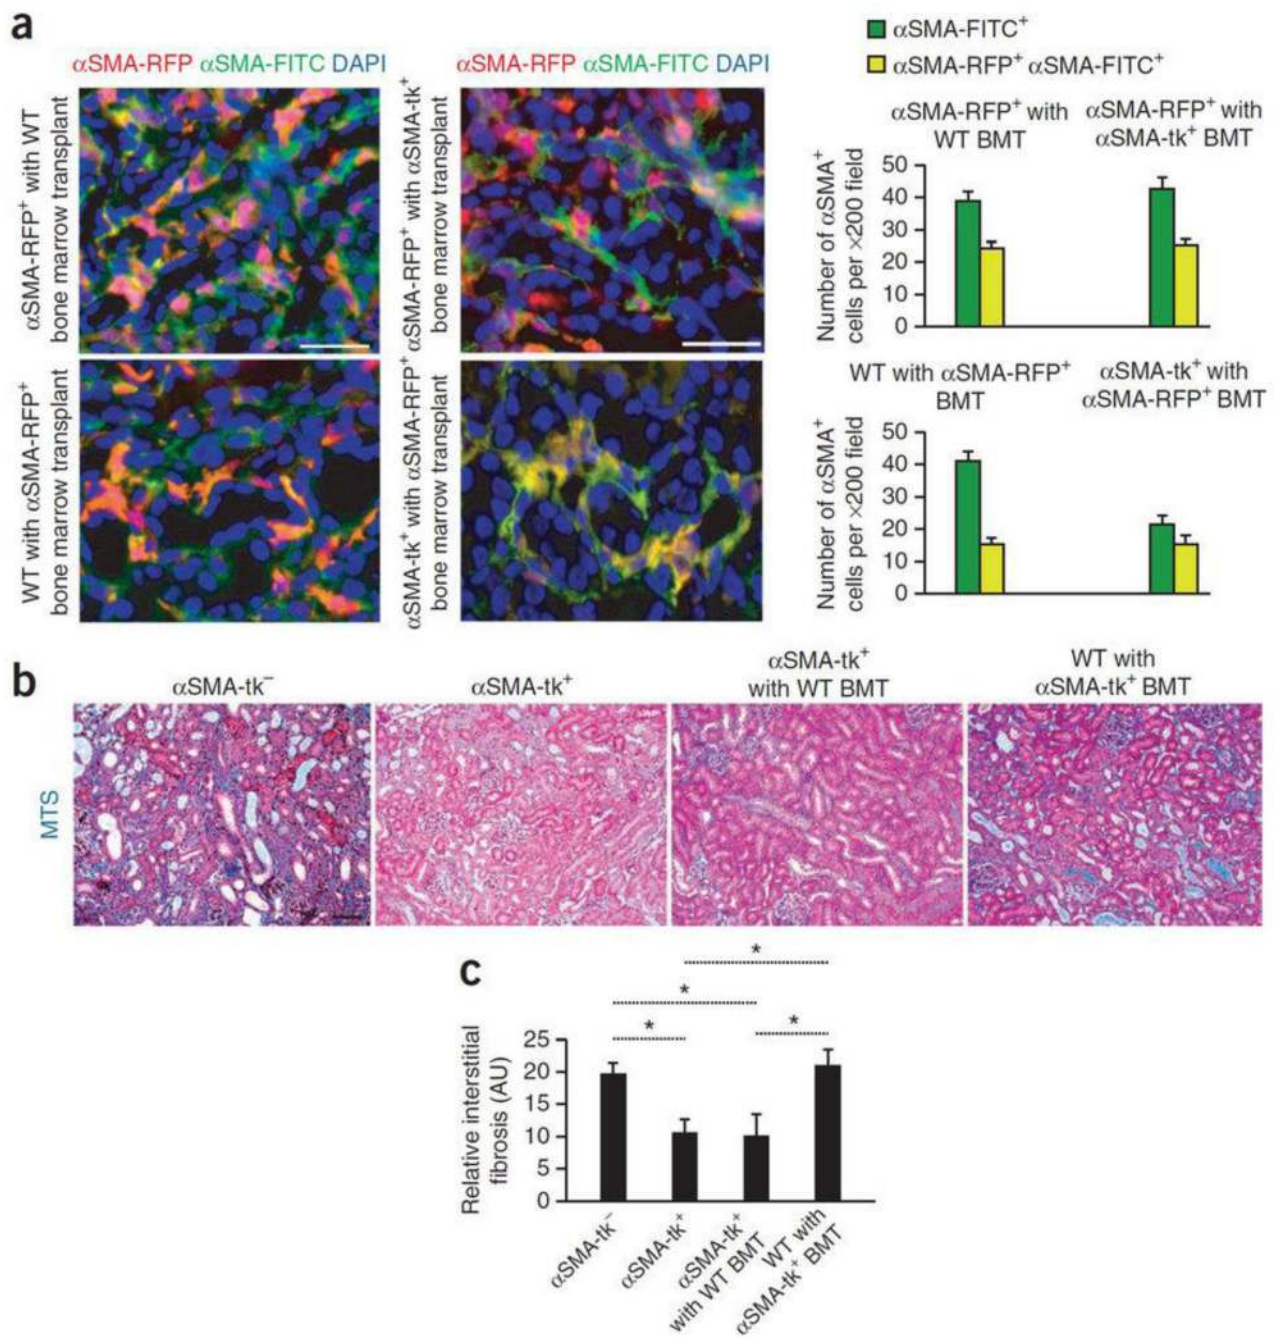 a
αSMA-RFP αSMA-FITC DAPI
αSMA-RFP⁺ with WT
bone marrow transplant
αSMA-RFP αSMA-FITC DAPI
αSMA-RFP⁺ with αSMA-tk⁺
bone marrow transplant
WT with αSMA-RFP⁺
bone marrow transplant
αSMA-tk⁺ with αSMA-RFP⁺
bone marrow transplant
αSMA-FITC⁺
αSMA-RFP⁺ αSMA-FITC⁺
αSMA-RFP⁺ with
WT BMT
αSMA-RFP⁺ with
αSMA-tk⁺ BMT
Number of αSMA⁺
cells per ×200 field
50
40
30
20
10
0
WT with αSMA-RFP⁺
BMT
αSMA-tk⁺ with
αSMA-RFP⁺ BMT
Number of αSMA⁺
cells per ×200 field
50
40
30
20
10
0
b
αSMA-tk⁻
αSMA-tk⁺
αSMA-tk⁺
with WT BMT
WT with
αSMA-tk⁺ BMT
MTS
c
*
*
*
*
Relative interstitial
fibrosis (AU)
25
20
15
10
5
0
αSMA-tk⁻
αSMA-tk⁺
αSMA-tk⁺
with WT BMT
WT with
αSMA-tk⁺ BMT